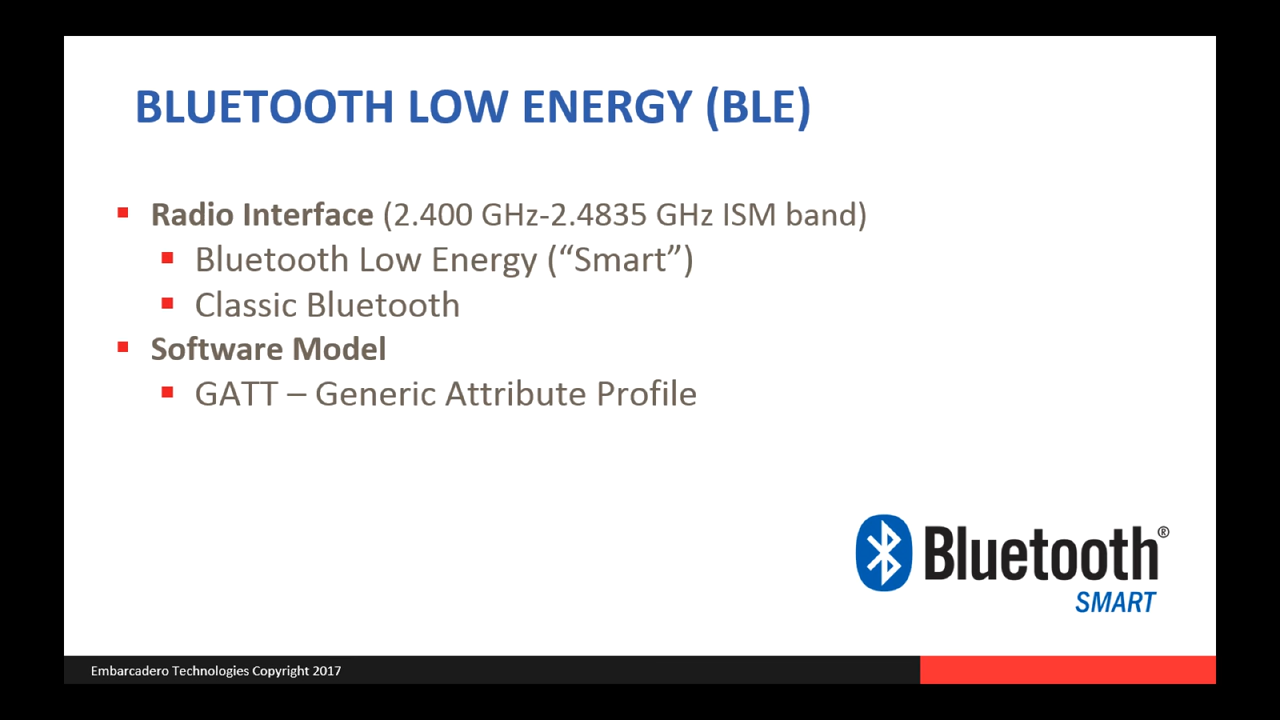 BLUETOOTH LOW ENERGY (BLE)
Radio Interface (2.400 GHz-2.4835 GHz ISM band)
Bluetooth Low Energy (“Smart”)
Classic Bluetooth
Software Model
GATT – Generic Attribute Profile
Bluetooth®
SMART
Embarcadero Technologies Copyright 2017